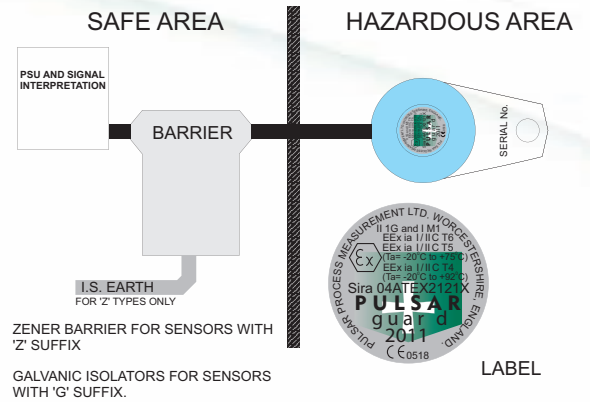 SAFE AREA
HAZARDOUS AREA
PSU AND SIGNAL
INTERPRETATION
BARRIER
SERIAL No.
I.S. EARTH
FOR 'Z' TYPES ONLY
ZENER BARRIER FOR SENSORS WITH
'Z' SUFFIX
GALVANIC ISOLATORS FOR SENSORS
WITH 'G' SUFFIX.
PULSAR PROCESS MEASUREMENT LTD. WORCESTERSHIRE, ENGLAND.
II 1G and I M1
EEx ia I/IIC T6
EEx ia I/IIC T5
(Ta= -20°C to +75°C)
EEx ia I/IIC T4
(Ta= -20°C to +92°C)
εx
Sira 04ATEX2121X
PULSAR
guard
2011
CE 0518
LABEL